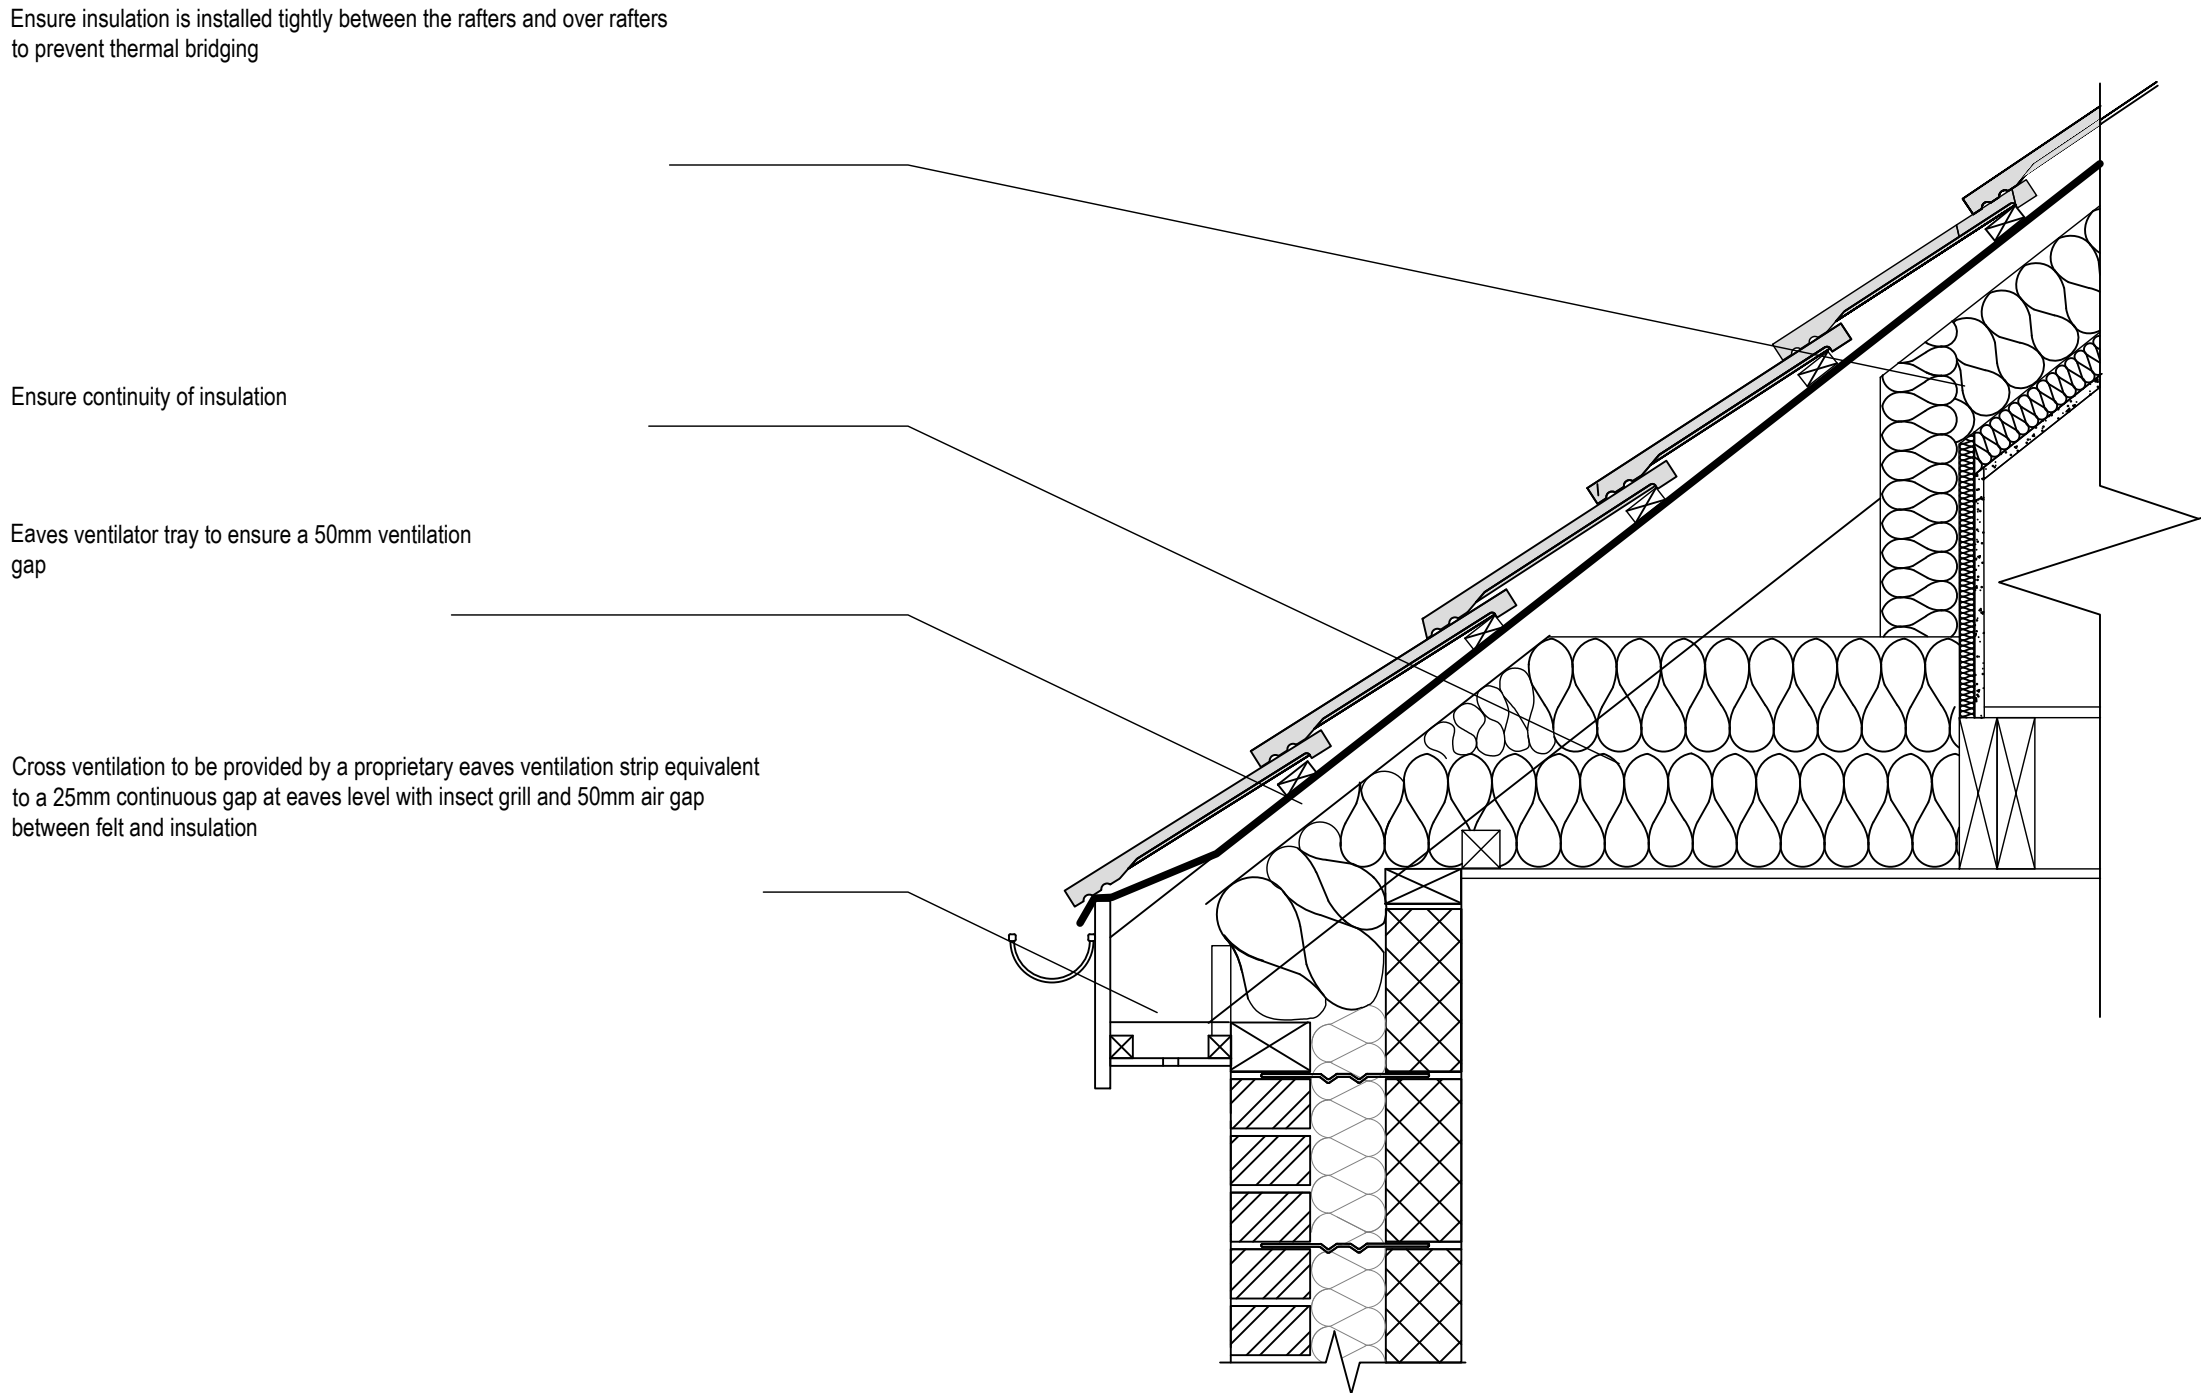 Ensure insulation is installed tightly between the rafters and over rafters
to prevent thermal bridging
Ensure continuity of insulation
Eaves ventilator tray to ensure a 50mm ventilation
gap
Cross ventilation to be provided by a proprietary eaves ventilation strip equivalent
to a 25mm continuous gap at eaves level with insect grill and 50mm air gap
between felt and insulation